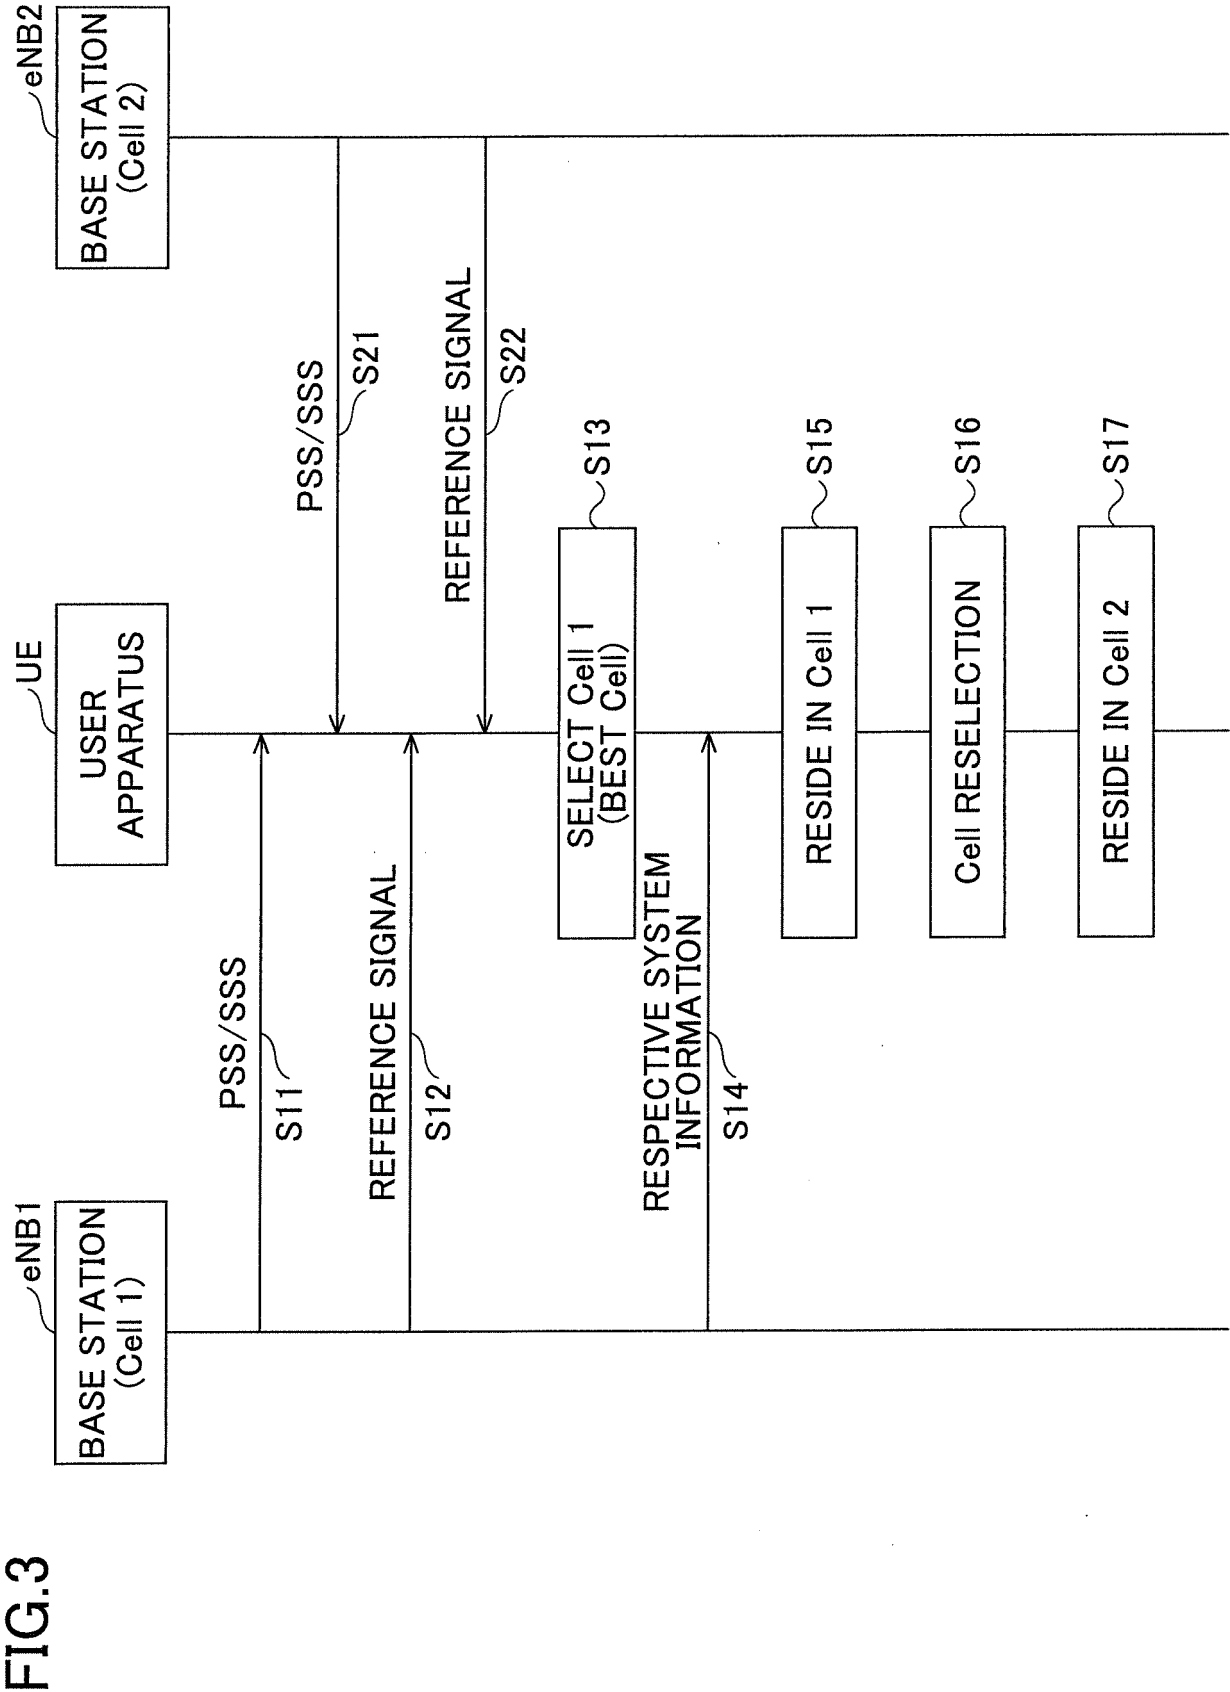 FIG.3
eNB1
BASE STATION
(Cell 1)
UE
USER
APPARATUS
eNB2
BASE STATION
(Cell 2)
PSS/SSS
S11
PSS/SSS
S21
REFERENCE SIGNAL
S12
REFERENCE SIGNAL
S22
SELECT Cell 1
(BEST Cell)
S13
RESPECTIVE SYSTEM
INFORMATION
S14
RESIDE IN Cell 1
S15
Cell RESELECTION
S16
RESIDE IN Cell 2
S17